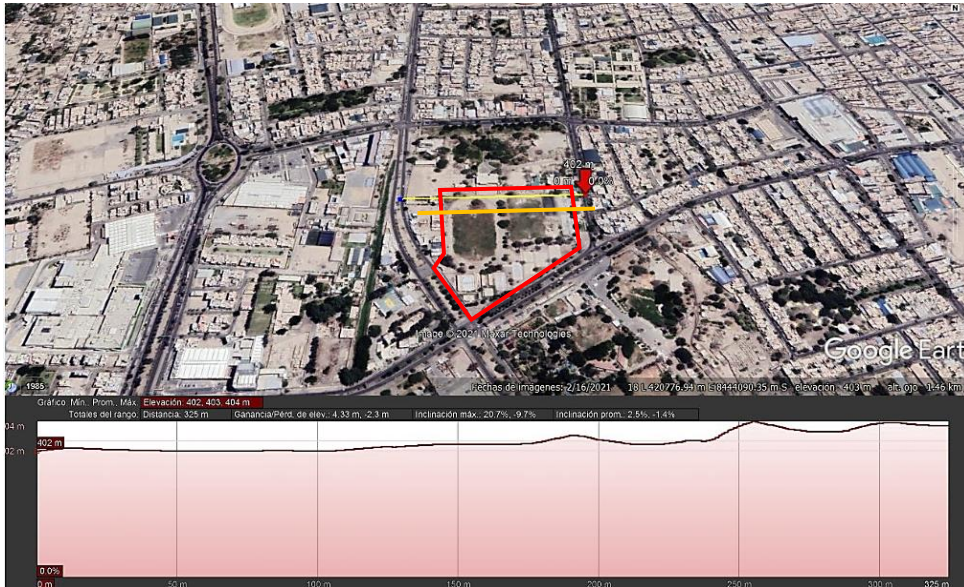 N
402 m
0 m 0.0%
Image © 2021 Maxar Technologies
Google Earth
1985
Fechas de imágenes: 2/16/2021 18 L 420776.94 m E 8444090.35 m S elevación 403 m alt. ojo 1.46 km
Gráfico: Mín., Prom., Máx. Elevación: 402, 403, 404 m
Totales del rango: Distancia: 325 m Ganancia/Pérd. de elev.: 4.33 m, -2.3 m Inclinación máx.: 20.7%, -9.7% Inclinación prom.: 2.5%, -1.4%
04 m
402 m
02 m
0.0%
0 m 50 m 100 m 150 m 200 m 250 m 300 m 325 m